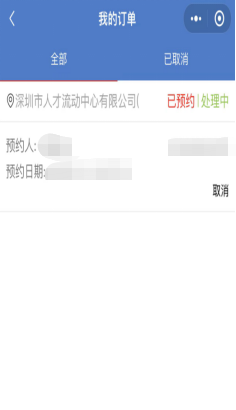 我的订单
全部 已取消
深圳市人才流动中心有限公司( 已预约 | 处理中
预约人:
预约日期:
取消